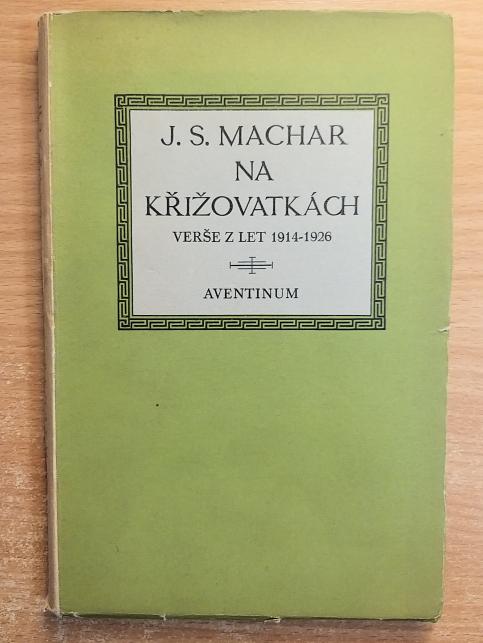 J. S. MACHAR
NA
KŘIŽOVATKÁCH
VERŠE Z LET 1914-1926
AVENTINUM